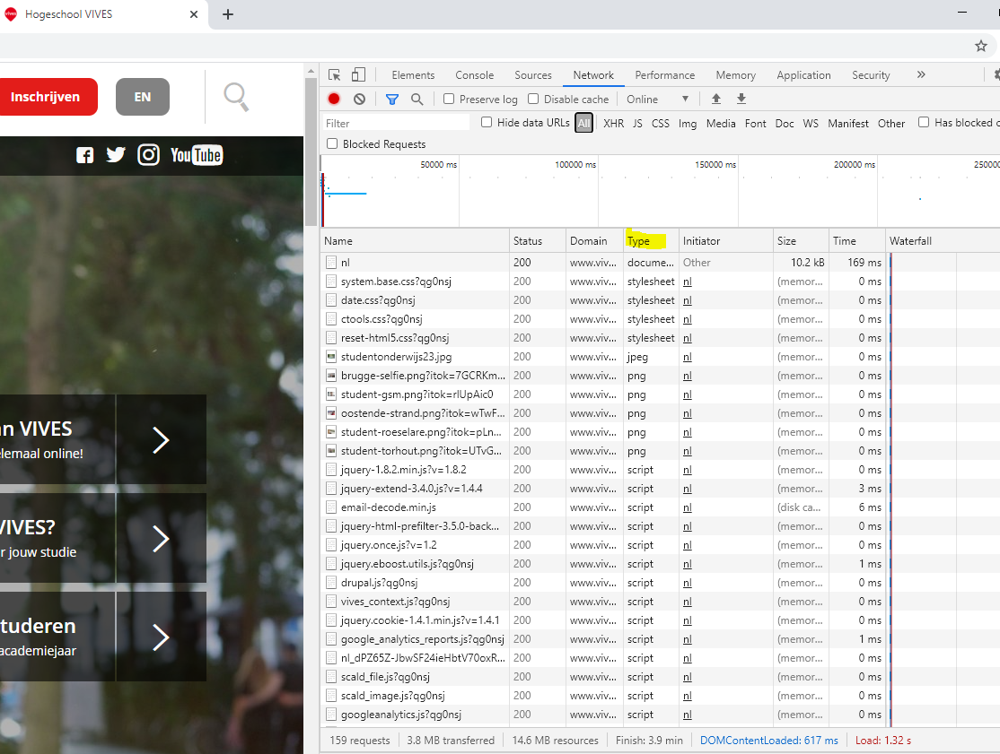 vives Hogeschool VIVES
Inschrijven EN
YouTube
an VIVES
elemaal online!
VIVES?
r jouw studie
tuderen
academiejaar
Elements Console Sources Network Performance Memory Application Security
Preserve log Disable cache Online
Filter Hide data URLs All XHR JS CSS Img Media Font Doc WS Manifest Other Has blocked c
Blocked Requests
50000 ms 100000 ms 150000 ms 200000 ms 25000
Name Status Domain Type Initiator Size Time Waterfall
nl 200 www.viv... docume... Other 10.2 kB 169 ms
system.base.css?qg0nsj 200 www.viv... stylesheet nl (memor... 0 ms
date.css?qg0nsj 200 www.viv... stylesheet nl (memor... 0 ms
ctools.css?qg0nsj 200 www.viv... stylesheet nl (memor... 0 ms
reset-html5.css?qg0nsj 200 www.viv... stylesheet nl (memor... 0 ms
studentonderwijs23.jpg 200 www.viv... jpeg nl (memor... 0 ms
brugge-selfie.png?itok=7GCRKm... 200 www.viv... png nl (memor... 0 ms
student-gsm.png?itok=rlUpAic0 200 www.viv... png nl (memor... 0 ms
oostende-strand.png?itok=wTwF... 200 www.viv... png nl (memor... 0 ms
student-roeselare.png?itok=pLn... 200 www.viv... png nl (memor... 0 ms
student-torhout.png?itok=UTvG... 200 www.viv... png nl (memor... 0 ms
jquery-1.8.2.min.js?v=1.8.2 200 www.viv... script nl (memor... 0 ms
jquery-extend-3.4.0.js?v=1.4.4 200 www.viv... script nl (memor... 3 ms
email-decode.min.js 200 www.viv... script nl (disk ca... 6 ms
jquery-html-prefilter-3.5.0-back... 200 www.viv... script nl (memor... 0 ms
jquery.once.js?v=1.2 200 www.viv... script nl (memor... 0 ms
jquery.eboost.utils.js?qg0nsj 200 www.viv... script nl (memor... 1 ms
drupal.js?qg0nsj 200 www.viv... script nl (memor... 0 ms
vives_context.js?qg0nsj 200 www.viv... script nl (memor... 0 ms
jquery.cookie-1.4.1.min.js?v=1.4.1 200 www.viv... script nl (memor... 0 ms
google_analytics_reports.js?qg0nsj 200 www.viv... script nl (memor... 1 ms
nl_dPZ65Z-JbwSF24ieHbtV70oxR... 200 www.viv... script nl (memor... 0 ms
scald_file.js?qg0nsj 200 www.viv... script nl (memor... 0 ms
scald_image.js?qg0nsj 200 www.viv... script nl (memor... 0 ms
googleanalytics.js?qg0nsj 200 www.viv... script nl (memor... 0 ms
159 requests 3.8 MB transferred 14.6 MB resources Finish: 3.9 min DOMContentLoaded: 617 ms Load: 1.32 s